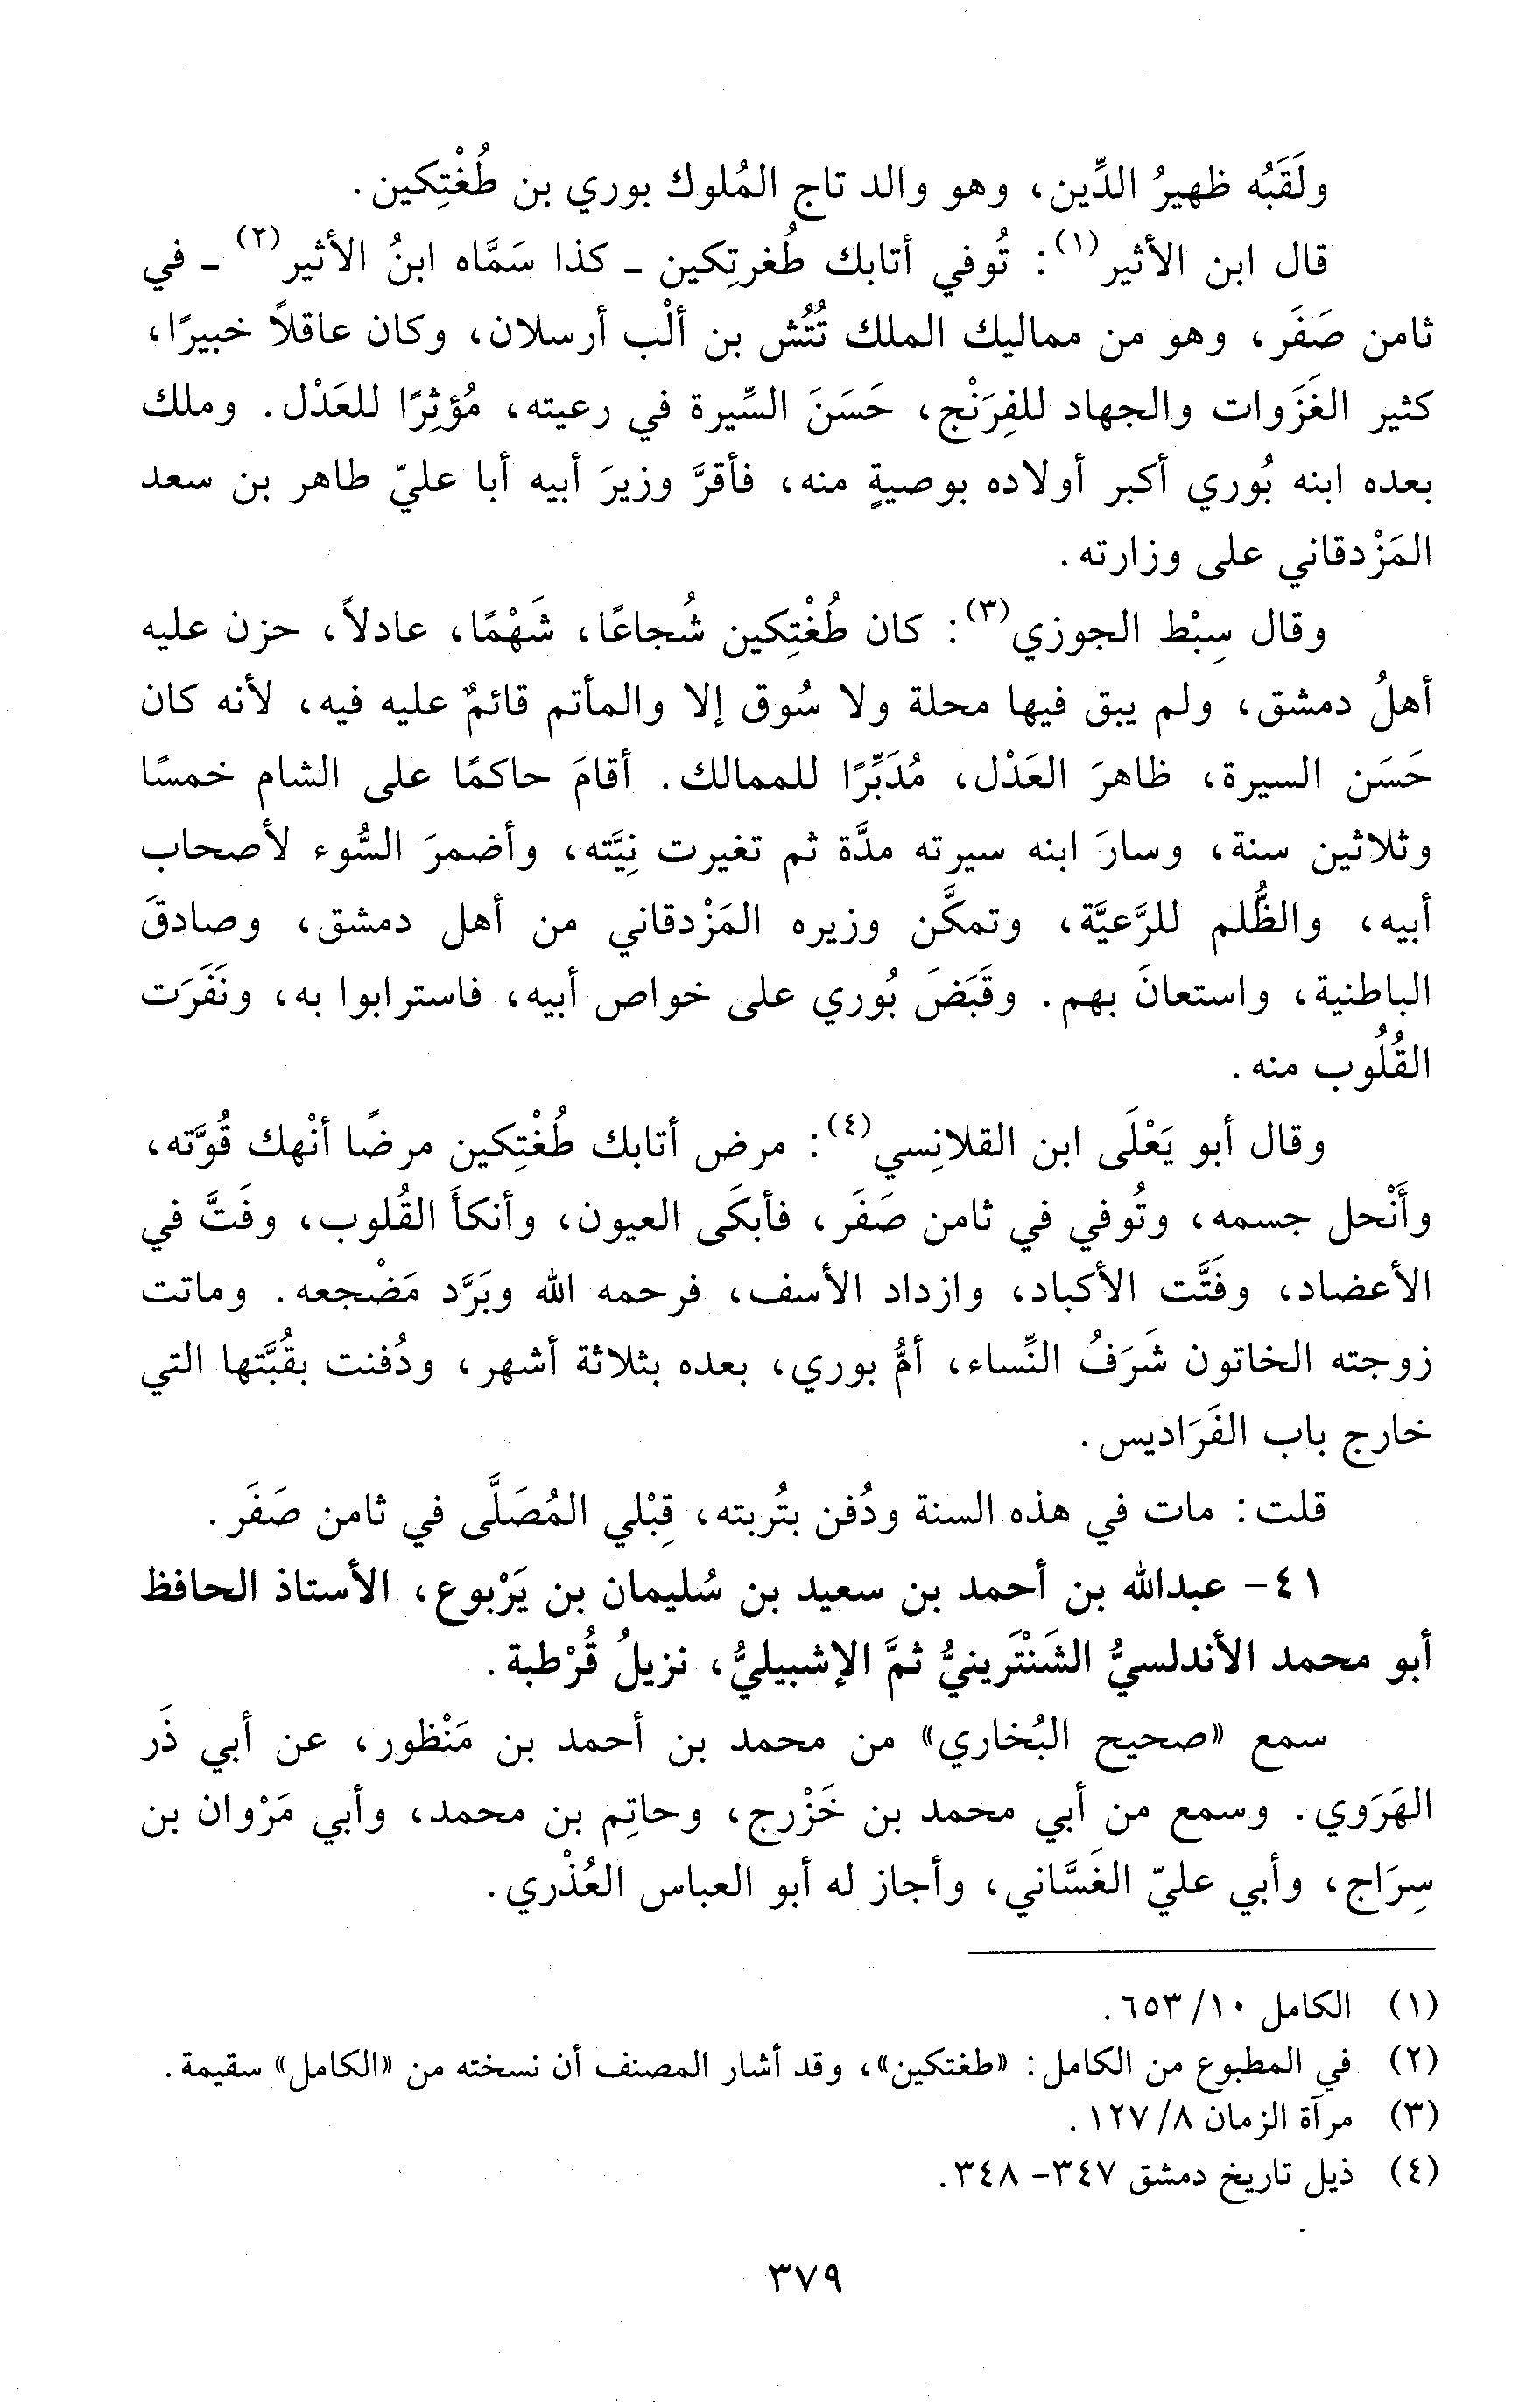 ولَقَبُه ظهيرُ الدِّين، وهو والد تاج المُلوك بوري بن طُغْتِكين.
قال ابن الأثير(١): تُوفي أتابك طُغرتِكين - كذا سَمَّاه ابنُ الأثير(٢) - في
ثامن صَفَر، وهو من مماليك الملك تُتُش بن ألْب أرسلان، وكان عاقلاً خبيرًا،
كثير الغَزَوات والجهاد للفِرَنْج، حَسَنَ السِّيرة في رعيته، مُؤثِرًا للعَدْل. وملك
بعده ابنه بُوري أكبر أولاده بوصيةٍ منه، فأقرَّ وزيرَ أبيه أبا عليّ طاهر بن سعد
المَزْدقاني على وزارته.
وقال سِبْط الجوزي(٣): كان طُغْتِكين شُجاعًا، شَهْمًا، عادلاً، حزن عليه
أهلُ دمشق، ولم يبق فيها محلة ولا سُوق إلا والمأتم قائمٌ عليه فيه، لأنه كان
حَسَن السيرة، ظاهرَ العَدْل، مُدَبِّرًا للممالك. أقامَ حاكمًا على الشام خمسًا
وثلاثين سنة، وسارَ ابنه سيرته مدَّة ثم تغيرت نِيَّته، وأضمرَ السُّوء لأصحاب
أبيه، والظُّلم للرَّعيَّة، وتمكَّن وزيره المَزْدقاني من أهل دمشق، وصادقَ
الباطنية، واستعانَ بهم. وقَبَضَ بُوري على خواص أبيه، فاسترابوا به، ونَفَرَت
القُلُوب منه.
وقال أبو يَعْلَى ابن القلانِسي(٤): مرض أتابك طُغْتِكين مرضًا أنْهك قُوَّته،
وأَنْحل جسمه، وتُوفي في ثامن صَفَر، فأبكَى العيون، وأنكأَ القُلوب، وفَتَّ في
الأعضاد، وفَتَّت الأكباد، وازداد الأسف، فرحمه الله وبَرَّد مَضْجعه. وماتت
زوجته الخاتون شَرَفُ النِّساء، أمُّ بوري، بعده بثلاثة أشهر، ودُفنت بقُبَّتها التي
خارج باب الفَرَاديس.
قلت: مات في هذه السنة ودُفن بتُربته، قِبْلي المُصَلَّى في ثامن صَفَر.
٤١- عبدالله بن أحمد بن سعيد بن سُليمان بن يَرْبوع، الأستاذ الحافظ
أبو محمد الأندلسيُّ الشَنْتَرينيُّ ثمَّ الإشبيليُّ، نزيلُ قُرْطبة.
سمع «صحيح البُخاري» من محمد بن أحمد بن مَنْظور، عن أبي ذَر
الهَرَوي. وسمع من أبي محمد بن خَزْرج، وحاتِم بن محمد، وأبي مَرْوان بن
سِرَاج، وأبي عليّ الغَسَّاني، وأجاز له أبو العباس العُذْري.
(١) الكامل ١٠/ ٦٥٣.
(٢) في المطبوع من الكامل: «طغتكين»، وقد أشار المصنف أن نسخته من «الكامل» سقيمة.
(٣) مرآة الزمان ٨/ ١٢٧.
(٤) ذيل تاريخ دمشق ٣٤٧- ٣٤٨.
٣٧٩